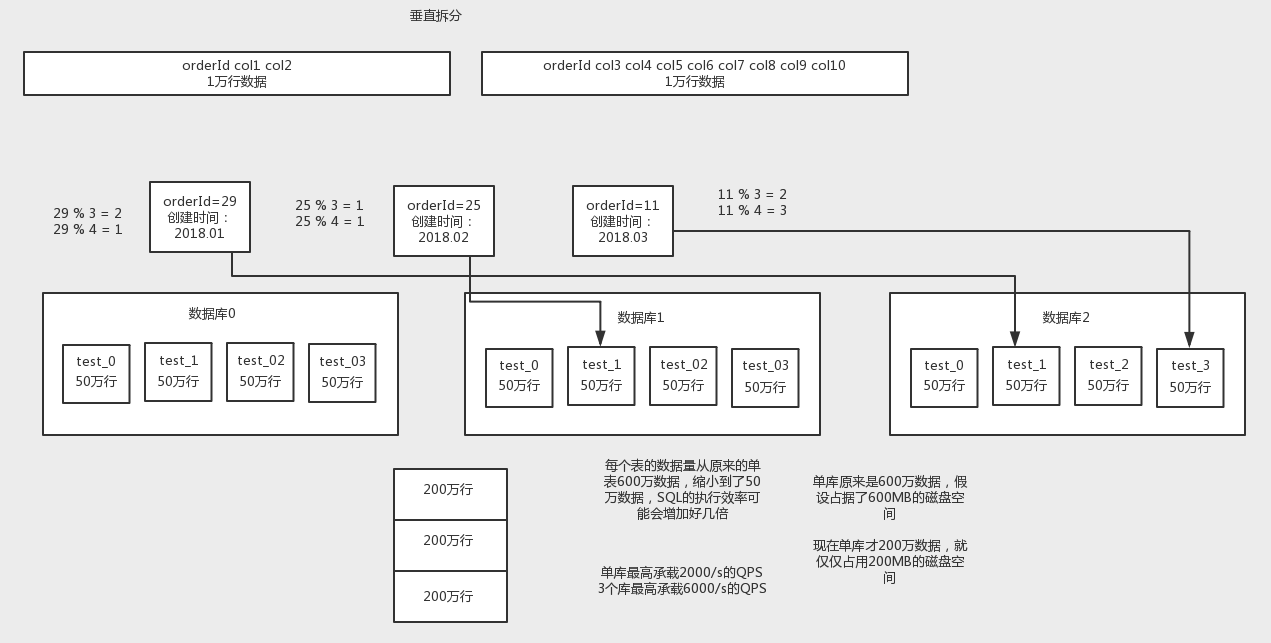 垂直拆分
orderId col1 col2
1万行数据
orderId col3 col4 col5 col6 col7 col8 col9 col10
1万行数据
29 % 3 = 2
29 % 4 = 1
orderId=29
创建时间：
2018.01
25 % 3 = 1
25 % 4 = 1
orderId=25
创建时间：
2018.02
orderId=11
创建时间：
2018.03
11 % 3 = 2
11 % 4 = 3
数据库0
test_0
50万行
test_1
50万行
test_02
50万行
test_03
50万行
数据库1
test_0
50万行
test_1
50万行
test_02
50万行
test_03
50万行
数据库2
test_0
50万行
test_1
50万行
test_2
50万行
test_3
50万行
200万行
200万行
200万行
每个表的数据量从原来的单
表600万数据，缩小到了50
万数据，SQL的执行效率可
能会增加好几倍
单库最高承载2000/s的QPS
3个库最高承载6000/s的QPS
单库原来是600万数据，假
设占据了600MB的磁盘空
间
现在单库才200万数据，就
仅仅占用200MB的磁盘空
间